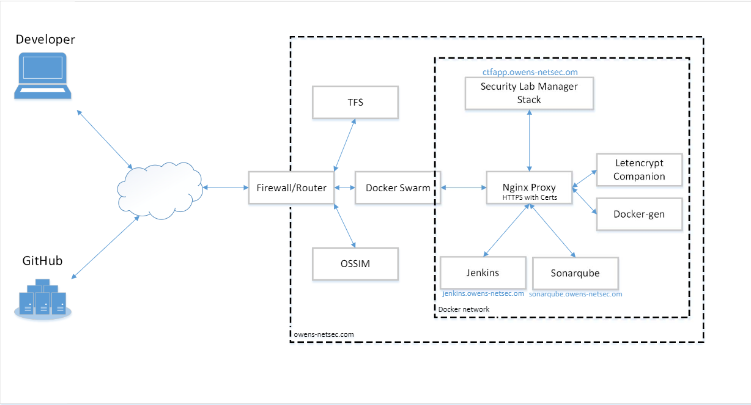 Developer
GitHub
Firewall/Router
TFS
OSSIM
Docker Swarm
ctfapp.owens-netsec.om
Security Lab Manager
Stack
Nginx Proxy
HTTPS with Certs
Letencrypt
Companion
Docker-gen
Jenkins
jenkins.owens-netsec.om
Sonarqube
sonarqube.owens-netsec.om
Docker network
owens-netsec.com